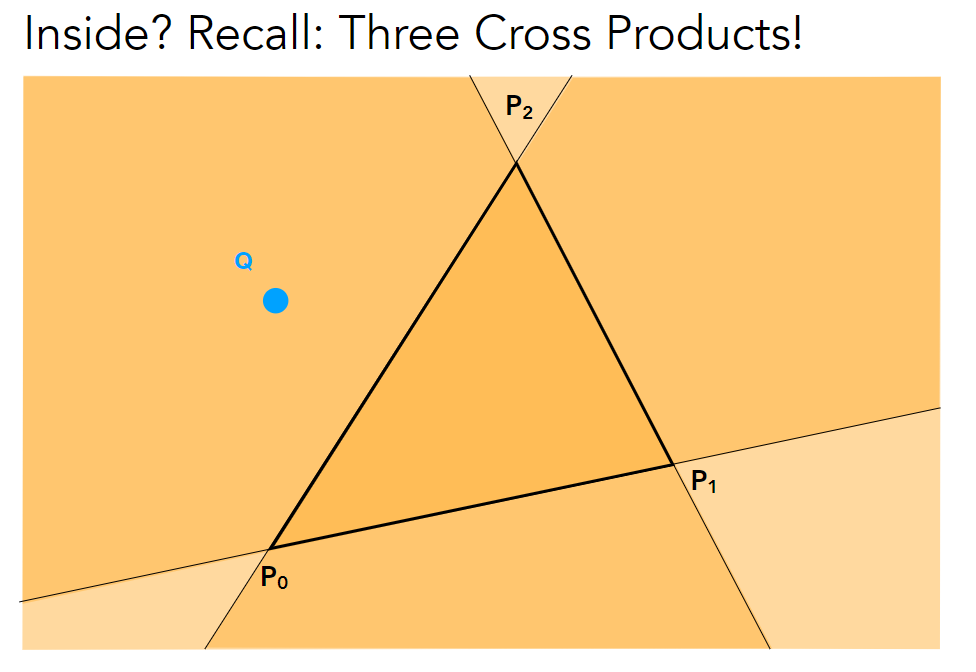 Inside? Recall: Three Cross Products!
P₂
Q
P₁
P₀